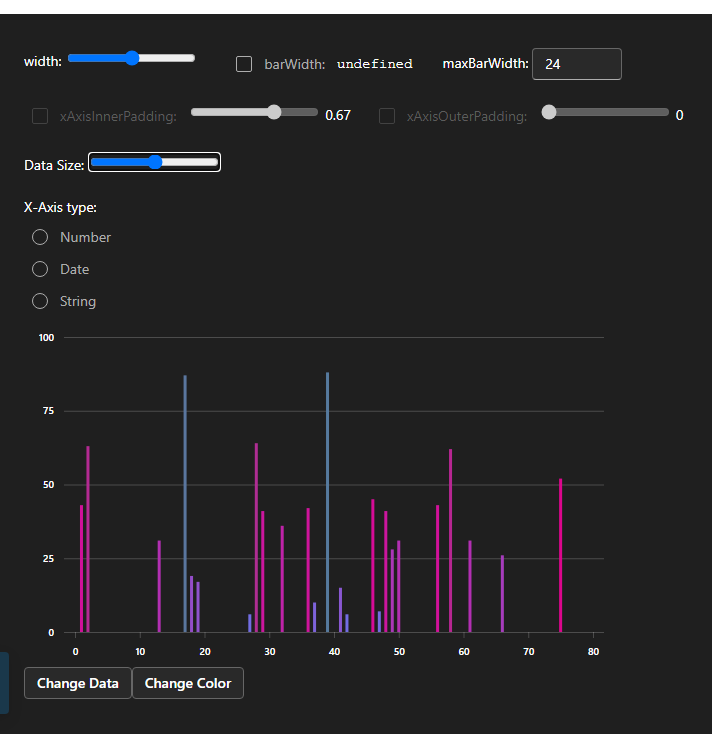 width: barWidth: undefined maxBarWidth: 24
xAxisInnerPadding: 0.67 xAxisOuterPadding: 0
Data Size:
X-Axis type:
Number
Date
String
100
75
50
25
0
0 10 20 30 40 50 60 70 80
Change Data Change Color